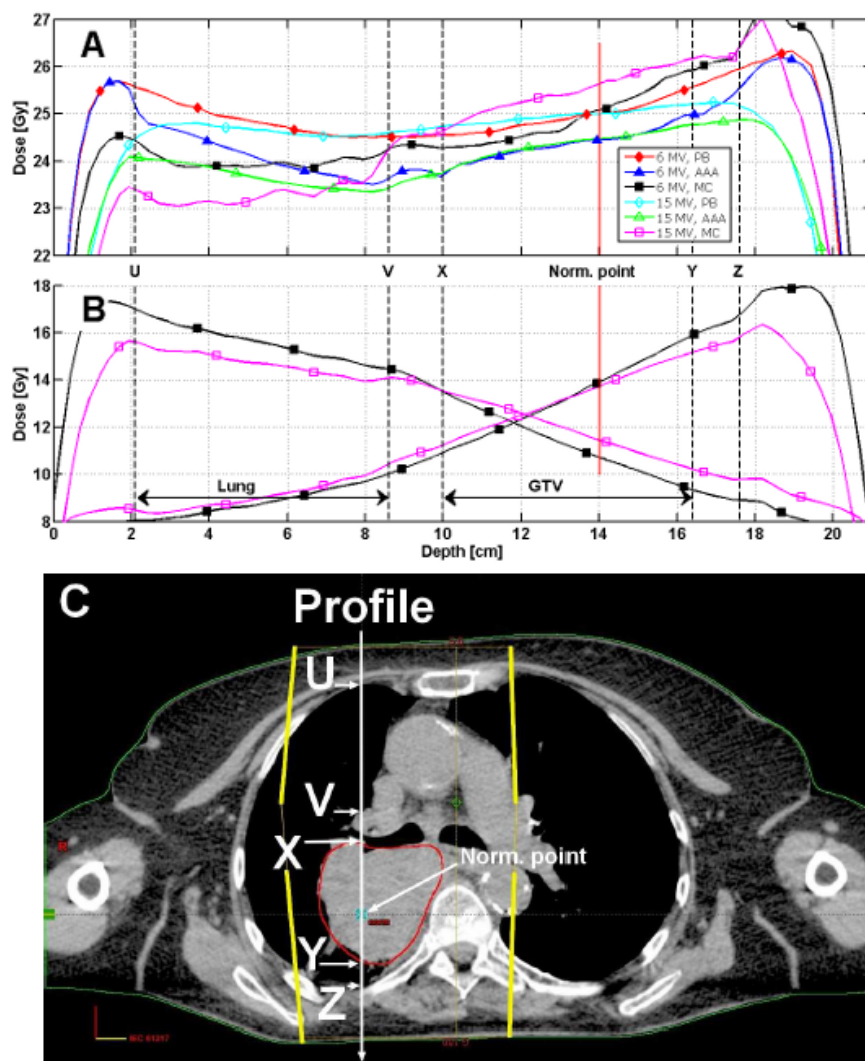 A
Dose [Gy]
27
26
25
24
23
22
6 MV, PB
6 MV, AAA
6 MV, MC
15 MV, PB
15 MV, AAA
15 MV, MC
U V X Norm. point Y Z
B
Dose [Gy]
18
16
14
12
10
8
Lung GTV
0 2 4 6 8 10 12 14 16 18 20
Depth [cm]
C
Profile
U
V
X
Norm. point
R
Y
Z
IEC 61217